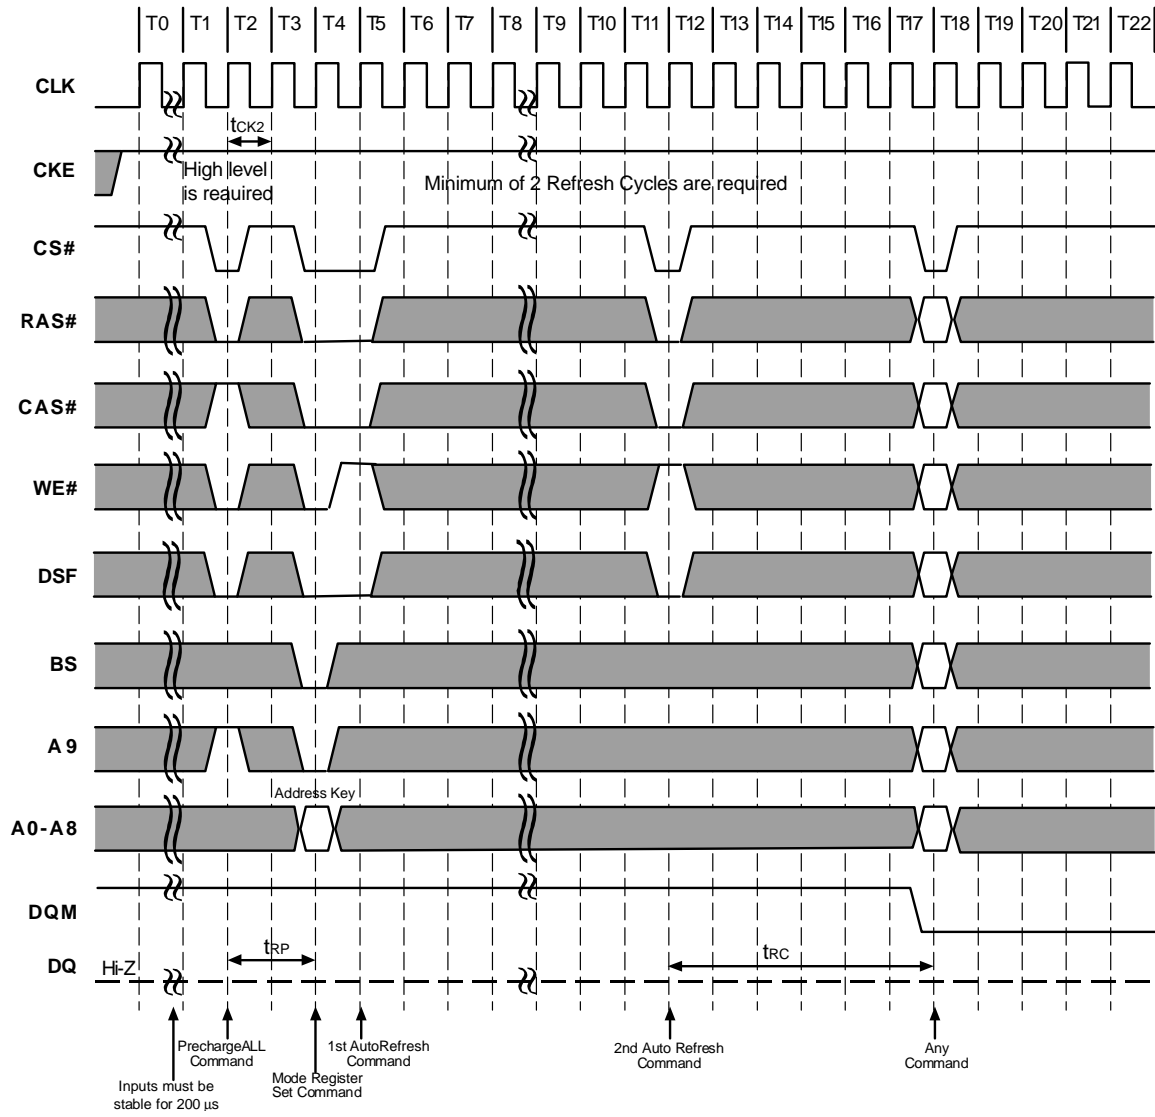 T0 T1 T2 T3 T4 T5 T6 T7 T8 T9 T10 T11 T12 T13 T14 T15 T16 T17 T18 T19 T20 T21 T22
CLK
tCK2
CKE
High level
is reauired
Minimum of 2 Refresh Cycles are required
CS#
RAS#
CAS#
WE#
DSF
BS
A9
Address Key
A0-A8
DQM
tRP
tRC
DQ
Hi-Z
PrechargeALL
Command
1st AutoRefresh
Command
2nd Auto Refresh
Command
Any
Command
Mode Register
Set Command
Inputs must be
stable for 200 µs